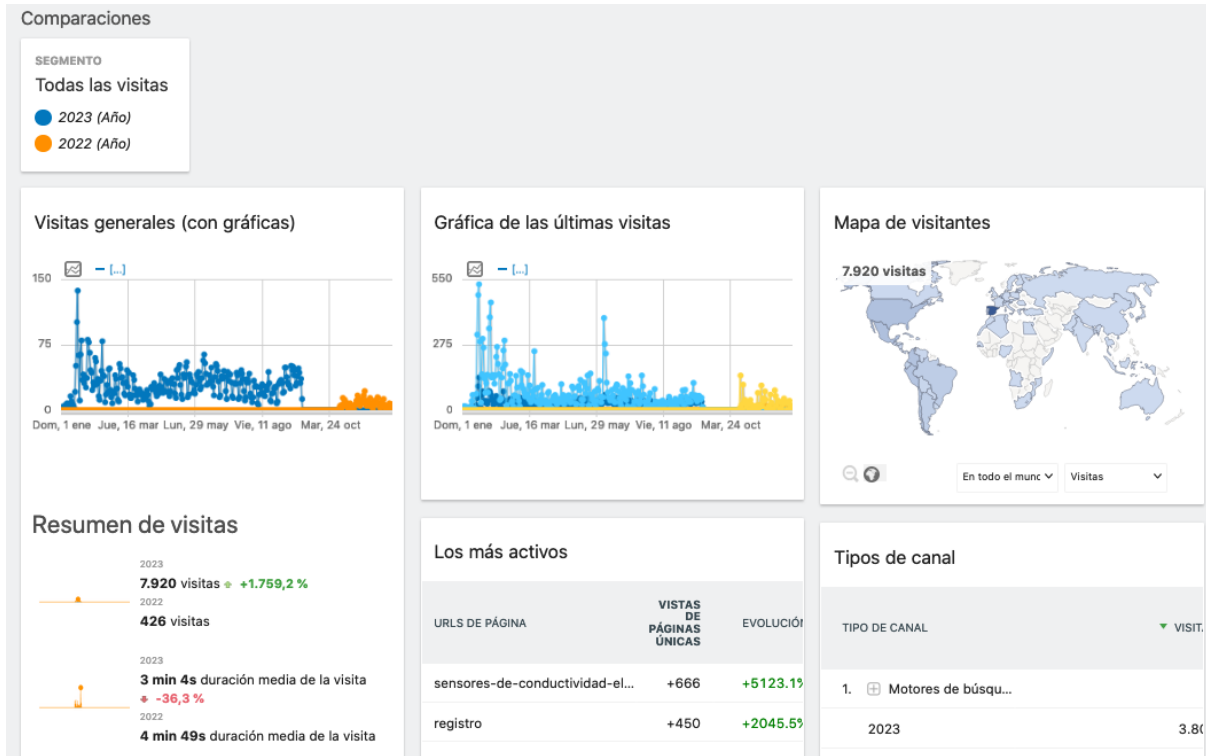 Comparaciones
SEGMENTO
Todas las visitas
2023 (Año)
2022 (Año)
Visitas generales (con gráficas)
[...]
150
75
0
Dom, 1 ene Jue, 16 mar Lun, 29 may Vie, 11 ago Mar, 24 oct
Resumen de visitas
2023
7.920 visitas +1.759,2 %
2022
426 visitas
2023
3 min 4s duración media de la visita
-36,3 %
2022
4 min 49s duración media de la visita
Gráfica de las últimas visitas
[...]
550
275
0
Dom, 1 ene Jue, 16 mar Lun, 29 may Vie, 11 ago Mar, 24 oct
Los más activos
URLS DE PÁGINA
VISTAS
DE
PÁGINAS
ÚNICAS
EVOLUCIÓN
sensores-de-conductividad-el... +666 +5123.1%
registro +450 +2045.5%
Mapa de visitantes
7.920 visitas
En todo el munc Visitas
Tipos de canal
TIPO DE CANAL VISIT.
1. Motores de búsqu...
2023 3.80